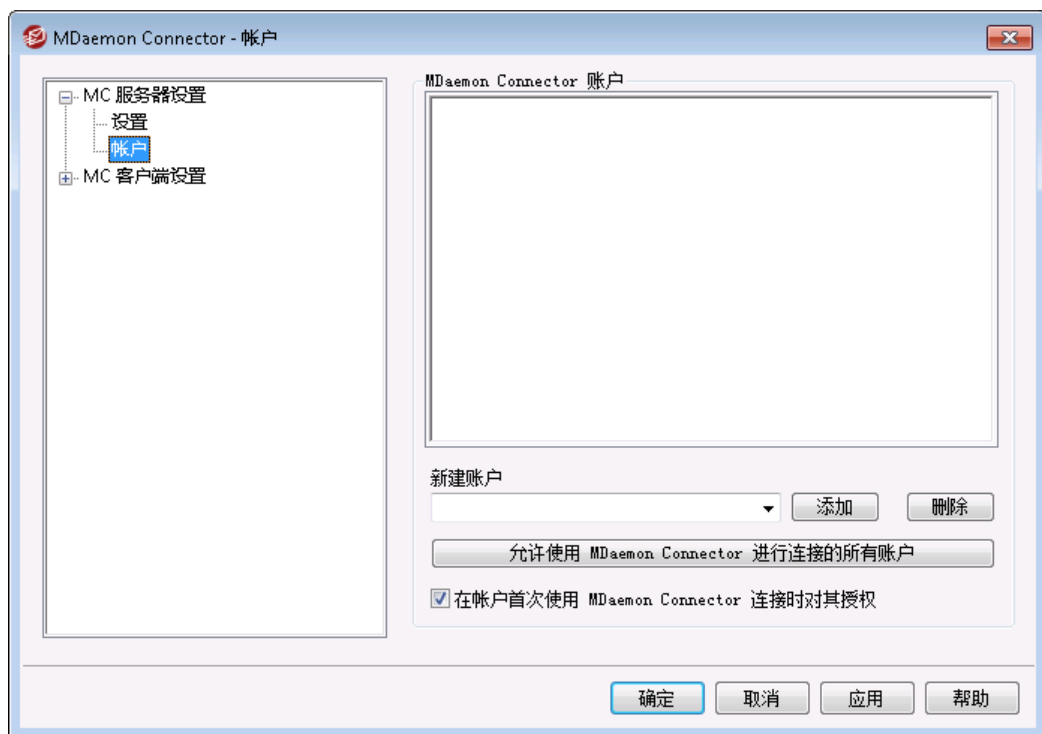 MDaemon Connector - 帐户
MC 服务器设置
设置
帐户
MC 客户端设置
MDaemon Connector 账户
新建账户
添加
删除
允许使用 MDaemon Connector 进行连接的所有账户
在帐户首次使用 MDaemon Connector 连接时对其授权
确定
取消
应用
帮助